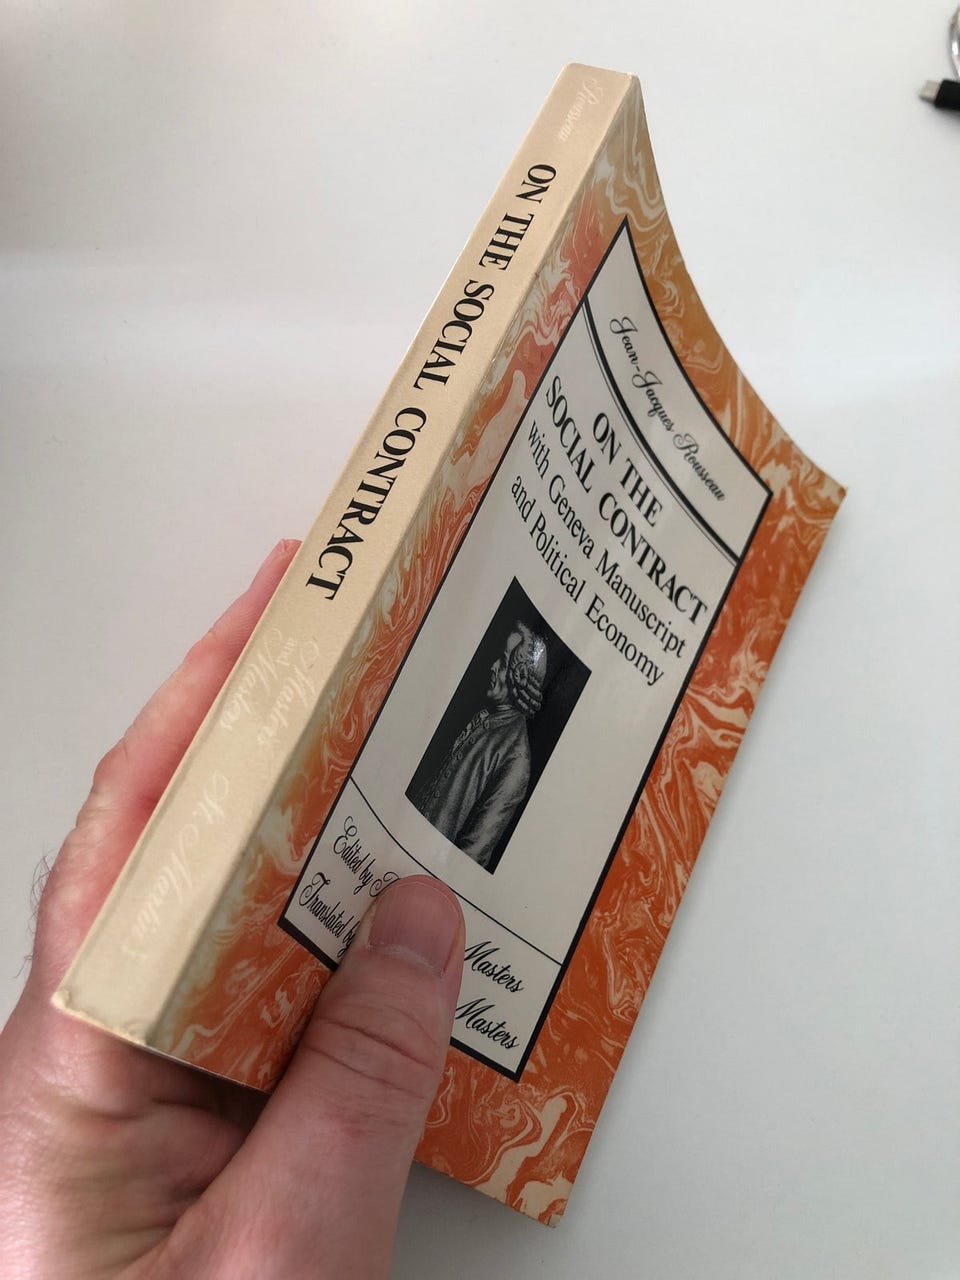 Rousseau
ON THE SOCIAL CONTRACT
Masters
and Masters
St. Martin's
Jean-Jacques Rousseau
ON THE
SOCIAL CONTRACT
with Geneva Manuscript
and Political Economy
Edited by Masters
Translated by Masters